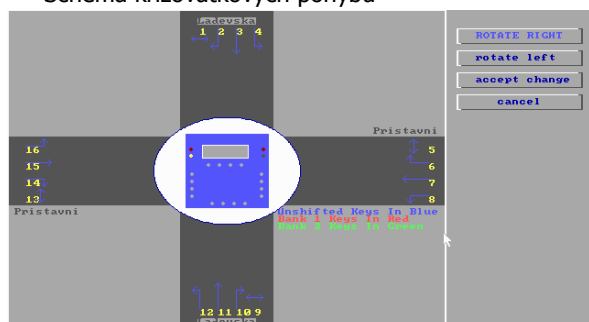 Schéma křižovatkových pohybů
Ladevska
ROTATE RIGHT
1 2 3 4
rotate left
accept change
cancel
Pristavni
16
5
15
6
14
7
13
8
Pristavni
Unshifted Keys In Blue
Bank 1 Keys In Red
Bank 2 Keys In Green
12 11 10 9
Ladevska